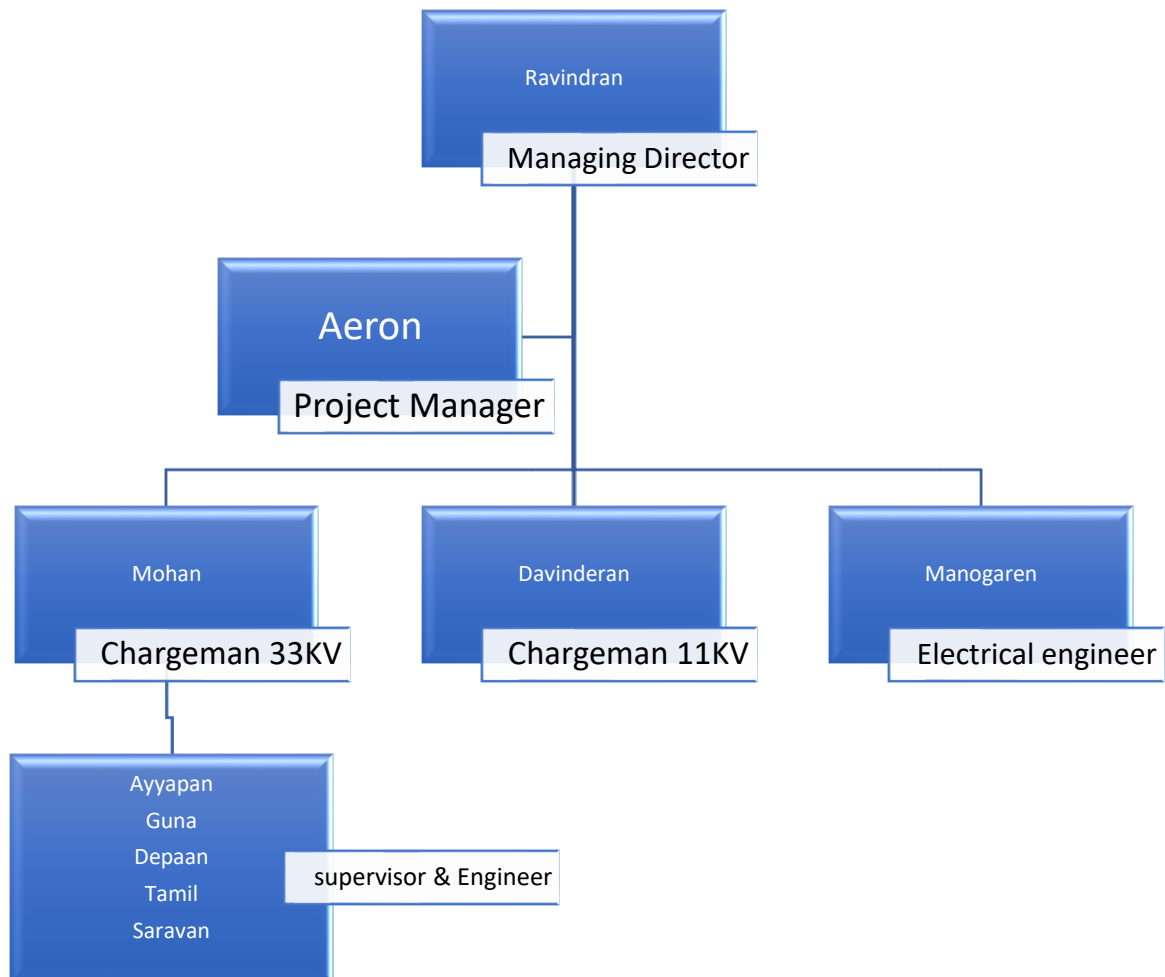 Ravindran
Managing Director
Aeron
Project Manager
Mohan
Chargeman 33KV
Davinderan
Chargeman 11KV
Manogaren
Electrical engineer
Ayyapan
Guna
Depaan
Tamil
Saravan
supervisor & Engineer